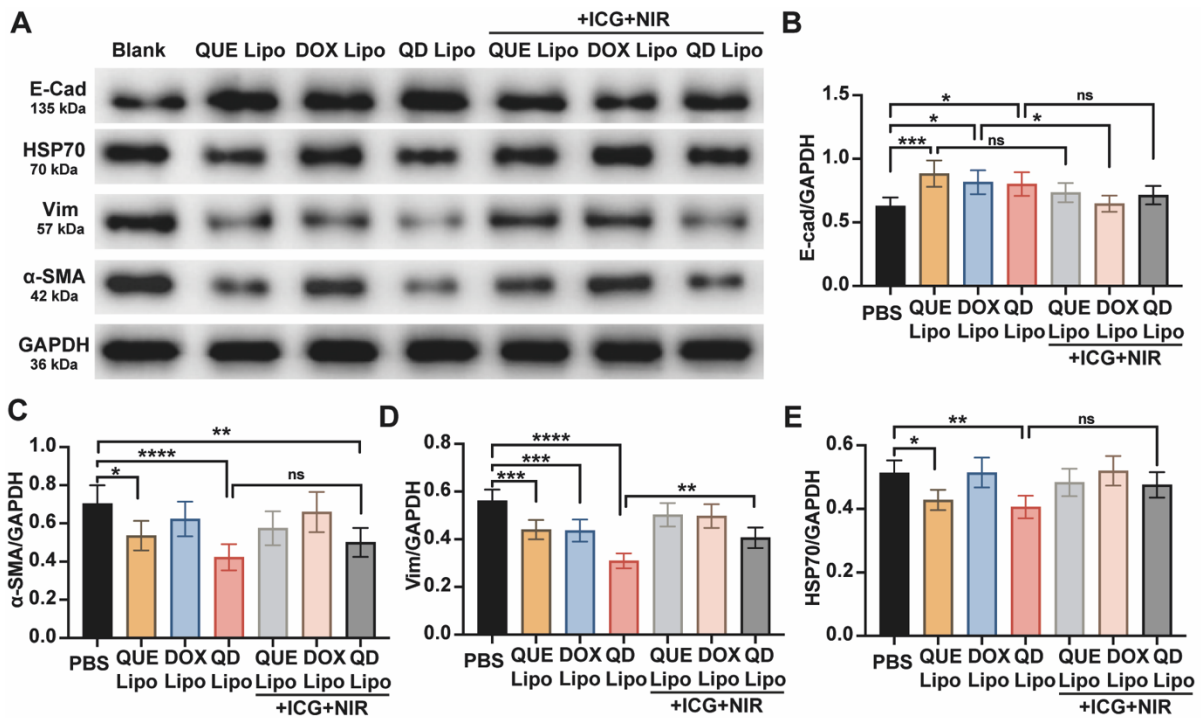 A
+ICG+NIR
Blank QUE Lipo DOX Lipo QD Lipo QUE Lipo DOX Lipo QD Lipo
E-Cad
135 kDa
HSP70
70 kDa
Vim
57 kDa
α-SMA
42 kDa
GAPDH
36 kDa
B
E-cad/GAPDH
1.5
1.0
0.5
0.0
* ns
* *
*** ns
PBS QUE DOX QD QUE DOX QD
Lipo Lipo Lipo Lipo Lipo Lipo
+ICG+NIR
C
α-SMA/GAPDH
1.0
0.8
0.6
0.4
0.2
0.0
**
****
* ns
PBS QUE DOX QD QUE DOX QD
Lipo Lipo Lipo Lipo Lipo Lipo
+ICG+NIR
D
Vim/GAPDH
0.8
0.6
0.4
0.2
0.0
****
***
*** **
PBS QUE DOX QD QUE DOX QD
Lipo Lipo Lipo Lipo Lipo Lipo
+ICG+NIR
E
HSP70/GAPDH
0.6
0.4
0.2
0.0
** ns
*
PBS QUE DOX QD QUE DOX QD
Lipo Lipo Lipo Lipo Lipo Lipo
+ICG+NIR